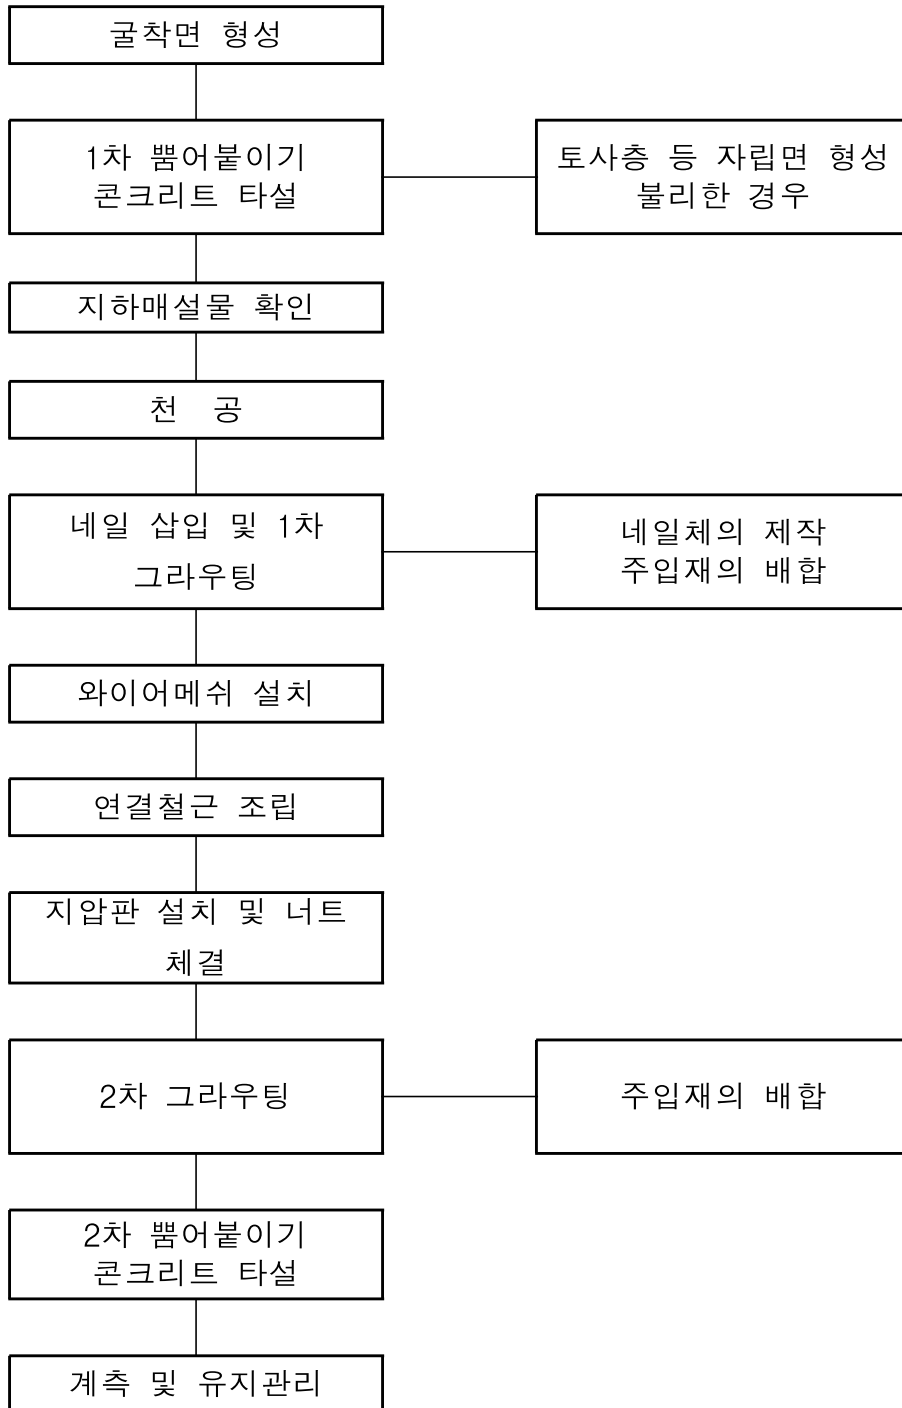 굴착면 형성
1차 뿜어붙이기
콘크리트 타설
토사층 등 자립면 형성
불리한 경우
지하매설물 확인
천 공
네일 삽입 및 1차
그라우팅
네일체의 제작
주입재의 배합
와이어메쉬 설치
연결철근 조립
지압판 설치 및 너트
체결
2차 그라우팅
주입재의 배합
2차 뿜어붙이기
콘크리트 타설
계측 및 유지관리